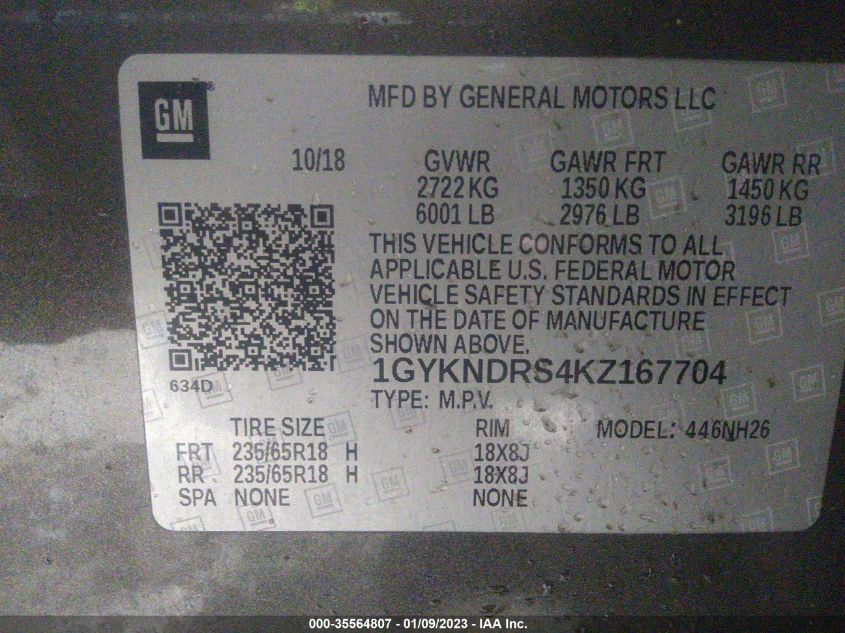 GM
MFD BY GENERAL MOTORS LLC
10/18 GVWR GAWR FRT GAWR RR
2722 KG 1350 KG 1450 KG
6001 LB 2976 LB 3196 LB
THIS VEHICLE CONFORMS TO ALL
APPLICABLE U.S. FEDERAL MOTOR
VEHICLE SAFETY STANDARDS IN EFFECT
ON THE DATE OF MANUFACTURE
SHOWN ABOVE.
634D
1GYKNDRS4KZ167704
TYPE: M.P.V.
TIRE SIZE RIM MODEL: 446NH26
FRT 235/65R18 H 18X8J
RR 235/65R18 H 18X8J
SPA NONE NONE
000-35564807 - 01/09/2023 - IAA Inc.